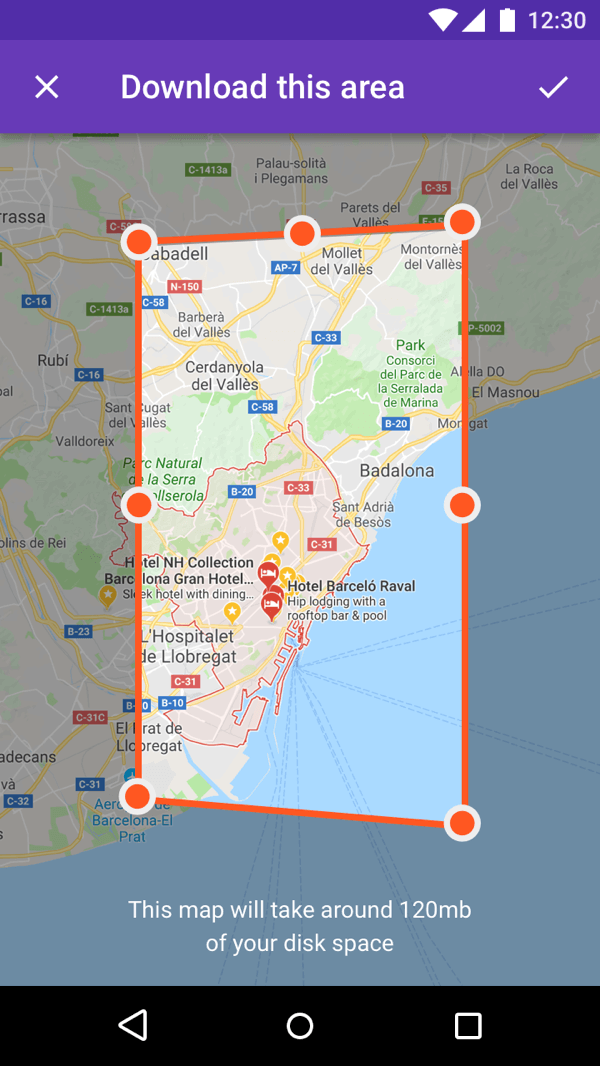 12:30
Download this area
Palau-solità
i Plegamans
C-1413a
La Roca
del Vallès
C-35
rrassa
Parets del
Vallès
C-58
E-15
abadell
Mollet
del Vallès
Montornès
del Vallès
AP-7
N-150
C-16
C-58
C-1413a
Barberà
del Vallès
C-33
P-5002
Park
Consorci
del Parc de
la Serralada
de Marina
Rubí
C-16
Cerdanyola
del Vallès
Alella DO
El Masnou
Sant Cugat
del Vallès
C-58
B-20
Mongat
Valldoreix
Parc Natural
de la Serra
ollserola
Badalona
B-20
C-33
Sant Adrià
de Besòs
olins de Rei
C-31
Hotel NH Collection
Barcelona Gran Hotel...
Sleek hotel with dining...
Hotel Barceló Raval
Hip lodging with a
rooftop bar & pool
B-23
L'Hospitalet
de Llobregat
C-31
B-10
C-31C
El Prat de
Llobregat
adecans
và
C-31
C-32
Barcelona-El
Prat
This map will take around 120mb
of your disk space